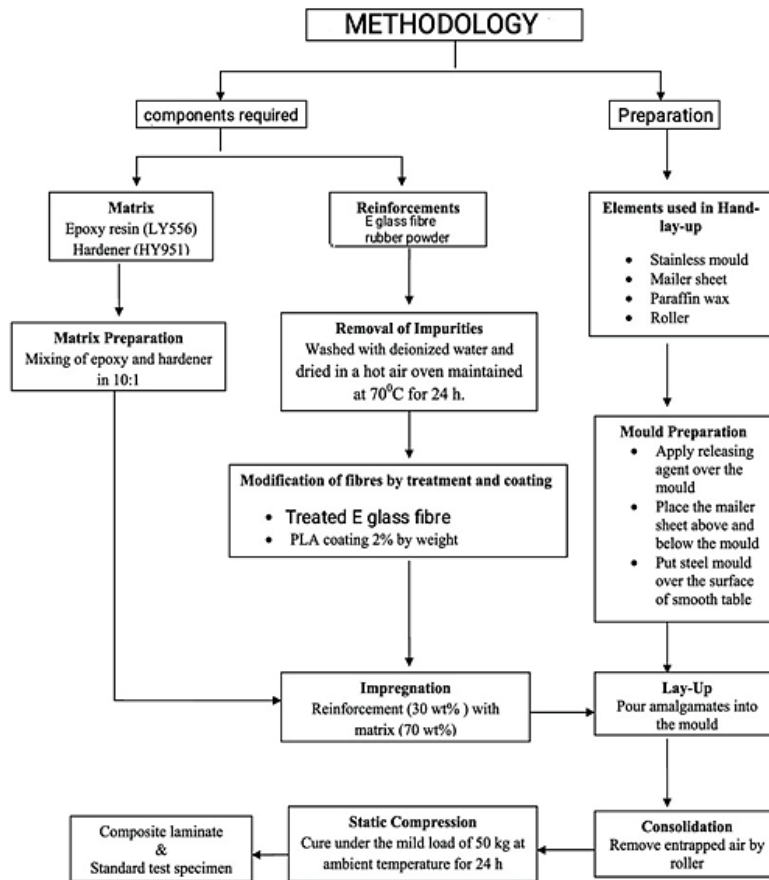 METHODOLOGY
components required
Preparation
Matrix
Epoxy resin (LY556)
Hardener (HY951)
Reinforcements
E glass fibre
rubber powder
Elements used in Hand-
lay-up
• Stainless mould
• Mailer sheet
• Paraffin wax
• Roller
Matrix Preparation
Mixing of epoxy and hardener
in 10:1
Removal of Impurities
Washed with deionized water and
dried in a hot air oven maintained
at 70⁰C for 24 h.
Mould Preparation
• Apply releasing
agent over the
mould
• Place the mailer
sheet above and
below the mould
• Put steel mould
over the surface
of smooth table
Modification of fibres by treatment and coating
• Treated E glass fibre
• PLA coating 2% by weight
Impregnation
Reinforcement (30 wt% ) with
matrix (70 wt%)
Lay-Up
Pour amalgamates into
the mould
Consolidation
Remove entrapped air by
roller
Static Compression
Cure under the mild load of 50 kg at
ambient temperature for 24 h
Composite laminate
&
Standard test specimen